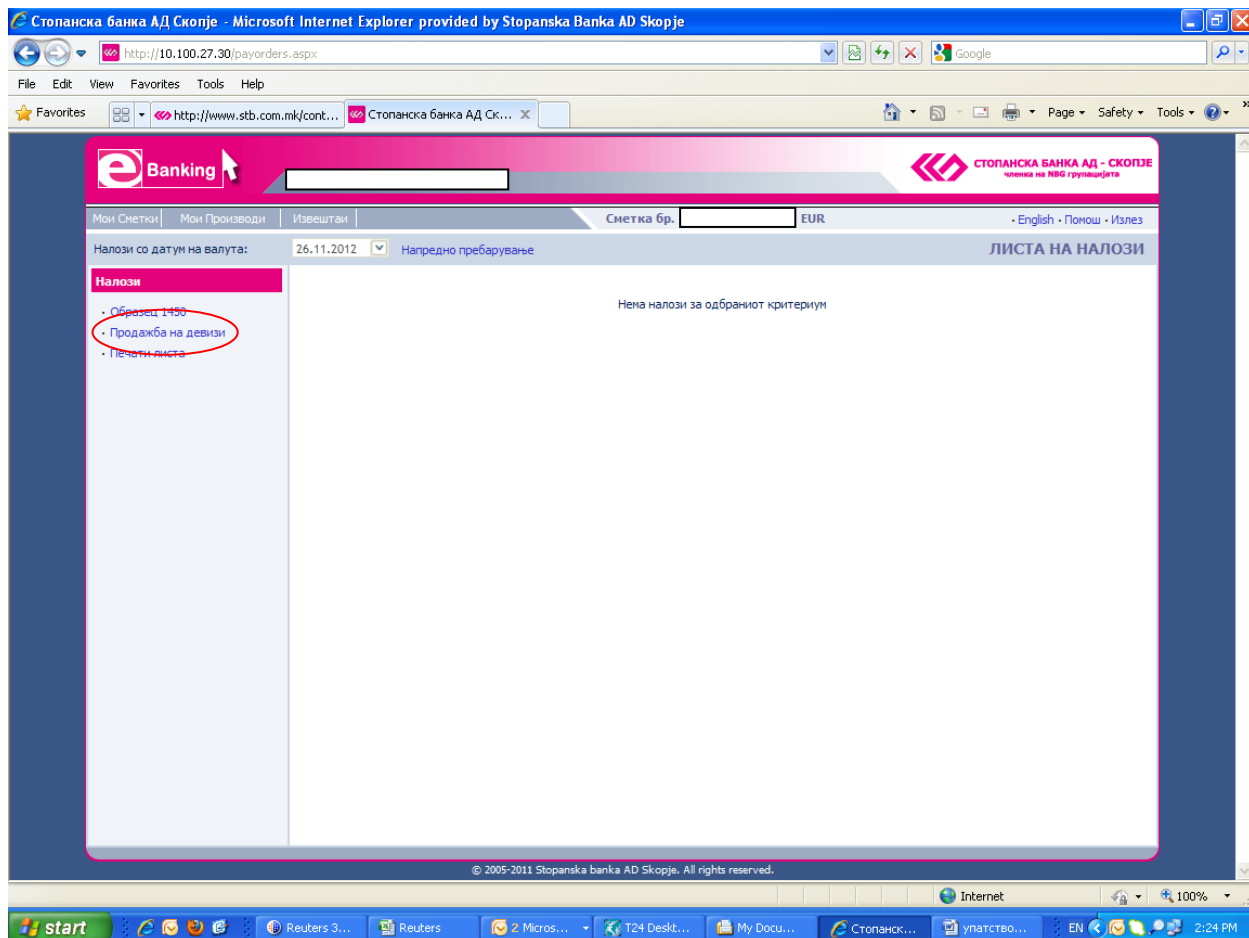 Стопанска банка АД Скопје - Microsoft Internet Explorer provided by Stopanska Banka AD Skopje
http://10.100.27.30/payorders.aspx
Google
File Edit View Favorites Tools Help
Favorites http://www.stb.com.mk/cont... Стопанска банка АД Ск... X Page Safety Tools »
e Banking
СТОПАНСКА БАНКА АД - СКОПЈЕ
членка на NBG групацијата
Мои Сметки Мои Производи Извештаи Сметка бр. EUR • English • Помош • Излез
Налози со датум на валута: 26.11.2012 Напредно пребарување ЛИСТА НА НАЛОЗИ
Налози
• Образец 1450
• Продажба на девизи
• Печати листа
Нема налози за одбраниот критериум
© 2005-2011 Stopanska banka AD Skopje. All rights reserved.
Internet 100%
start Reuters 3... Reuters 2 Micros... T24 Deskt... My Docu... Стопанск... упатство... EN 2:24 PM